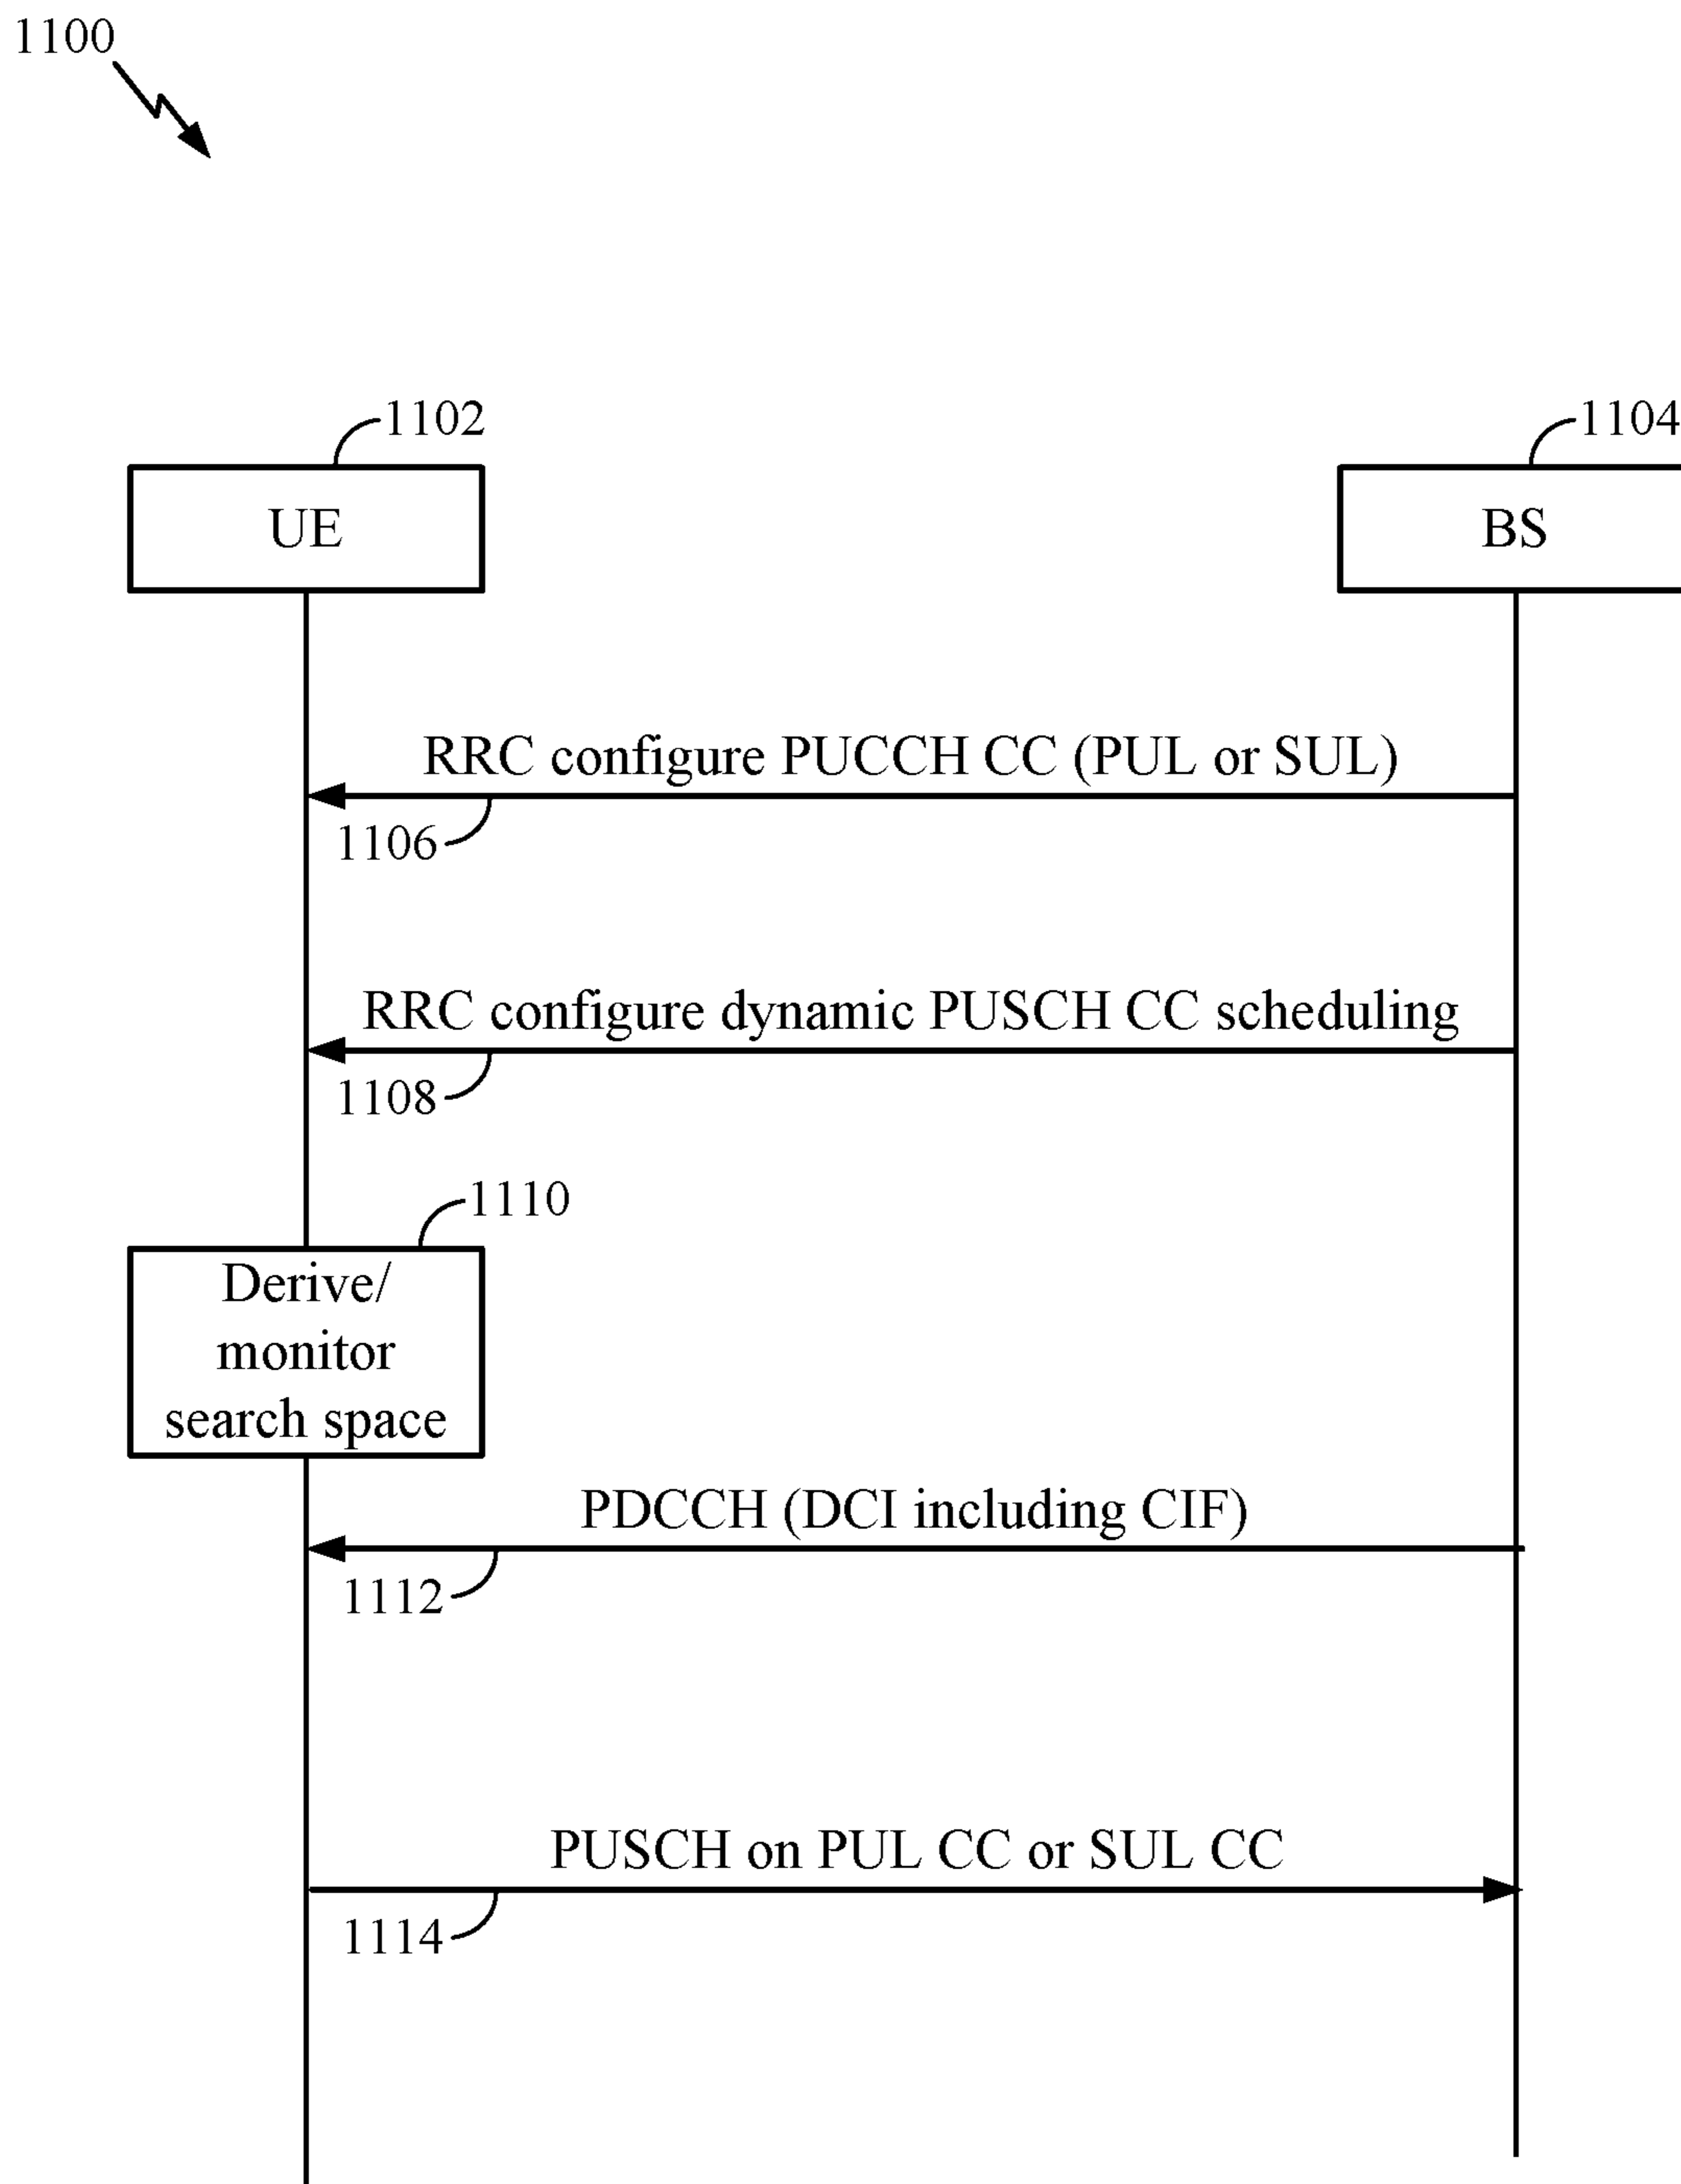 1100
1102
1104
UE
BS
RRC configure PUCCH CC (PUL or SUL)
1106
RRC configure dynamic PUSCH CC scheduling
1108
1110
Derive/
monitor
search space
PDCCH (DCI including CIF)
1112
PUSCH on PUL CC or SUL CC
1114